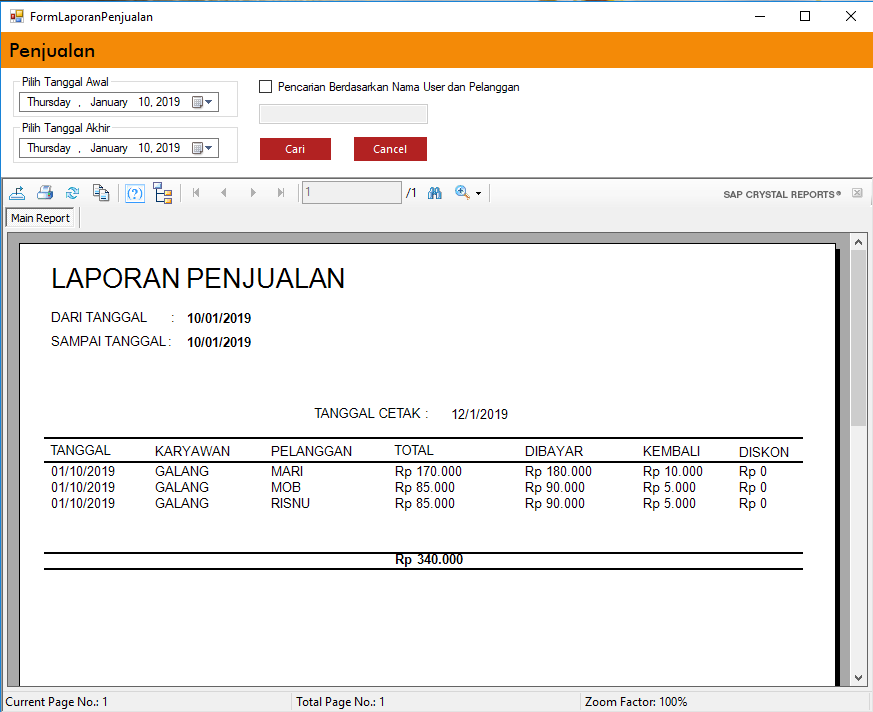 FormLaporanPenjualan
Penjualan
Pilih Tanggal Awal
Thursday , January 10, 2019
Pencarian Berdasarkan Nama User dan Pelanggan
Pilih Tanggal Akhir
Thursday , January 10, 2019
Cari Cancel
1 /1 SAP CRYSTAL REPORTS®
Main Report
LAPORAN PENJUALAN
DARI TANGGAL : 10/01/2019
SAMPAI TANGGAL : 10/01/2019
TANGGAL CETAK : 12/1/2019
TANGGAL KARYAWAN PELANGGAN TOTAL DIBAYAR KEMBALI DISKON
01/10/2019 GALANG MARI Rp 170.000 Rp 180.000 Rp 10.000 Rp 0
01/10/2019 GALANG MOB Rp 85.000 Rp 90.000 Rp 5.000 Rp 0
01/10/2019 GALANG RISNU Rp 85.000 Rp 90.000 Rp 5.000 Rp 0
Rp 340.000
Current Page No.: 1 Total Page No.: 1 Zoom Factor: 100%